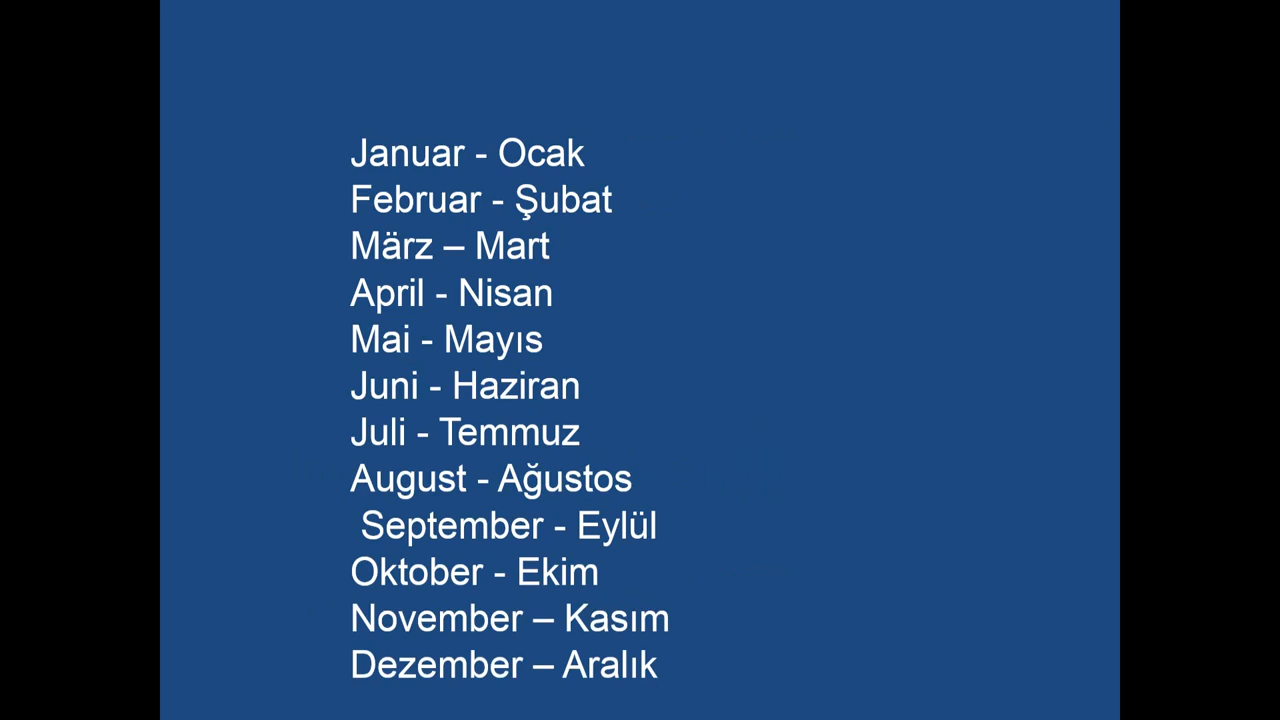 Januar - Ocak
Februar - Şubat
März – Mart
April - Nisan
Mai - Mayıs
Juni - Haziran
Juli - Temmuz
August - Ağustos
September - Eylül
Oktober - Ekim
November – Kasım
Dezember – Aralık